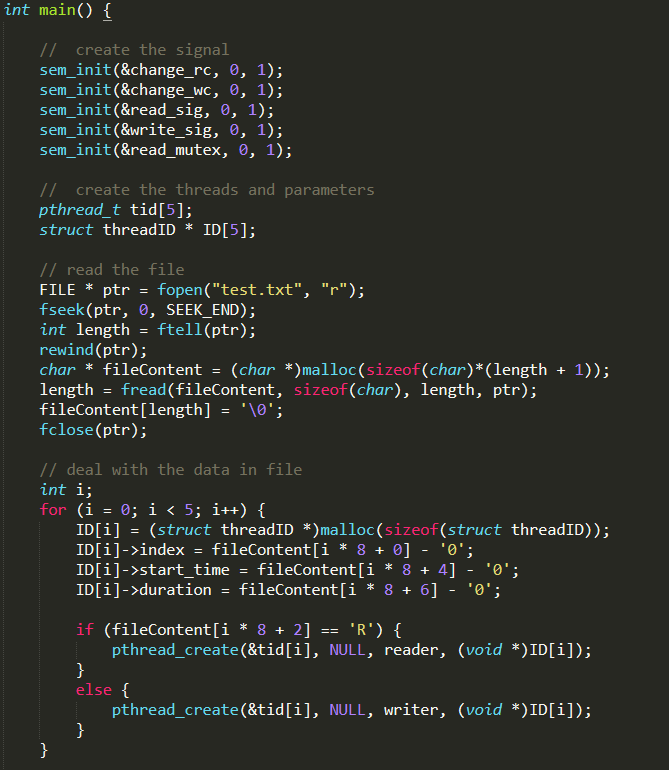 int main() {
//  create the signal
sem_init(&change_rc, 0, 1);
sem_init(&change_wc, 0, 1);
sem_init(&read_sig, 0, 1);
sem_init(&write_sig, 0, 1);
sem_init(&read_mutex, 0, 1);
//  create the threads and parameters
pthread_t tid[5];
struct threadID * ID[5];
// read the file
FILE * ptr = fopen("test.txt", "r");
fseek(ptr, 0, SEEK_END);
int length = ftell(ptr);
rewind(ptr);
char * fileContent = (char *)malloc(sizeof(char)*(length + 1));
length = fread(fileContent, sizeof(char), length, ptr);
fileContent[length] = '\0';
fclose(ptr);
// deal with the data in file
int i;
for (i = 0; i < 5; i++) {
ID[i] = (struct threadID *)malloc(sizeof(struct threadID));
ID[i]->index = fileContent[i * 8 + 0] - '0';
ID[i]->start_time = fileContent[i * 8 + 4] - '0';
ID[i]->duration = fileContent[i * 8 + 6] - '0';
if (fileContent[i * 8 + 2] == 'R') {
pthread_create(&tid[i], NULL, reader, (void *)ID[i]);
}
else {
pthread_create(&tid[i], NULL, writer, (void *)ID[i]);
}
}